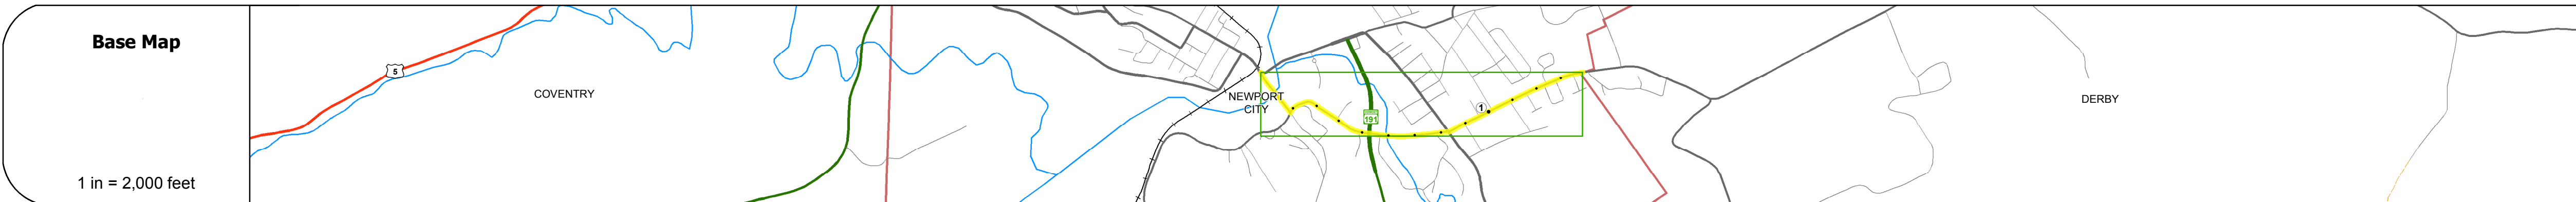 Base Map
5
COVENTRY
NEWPORT
CITY
191
1
DERBY
1 in = 2,000 feet